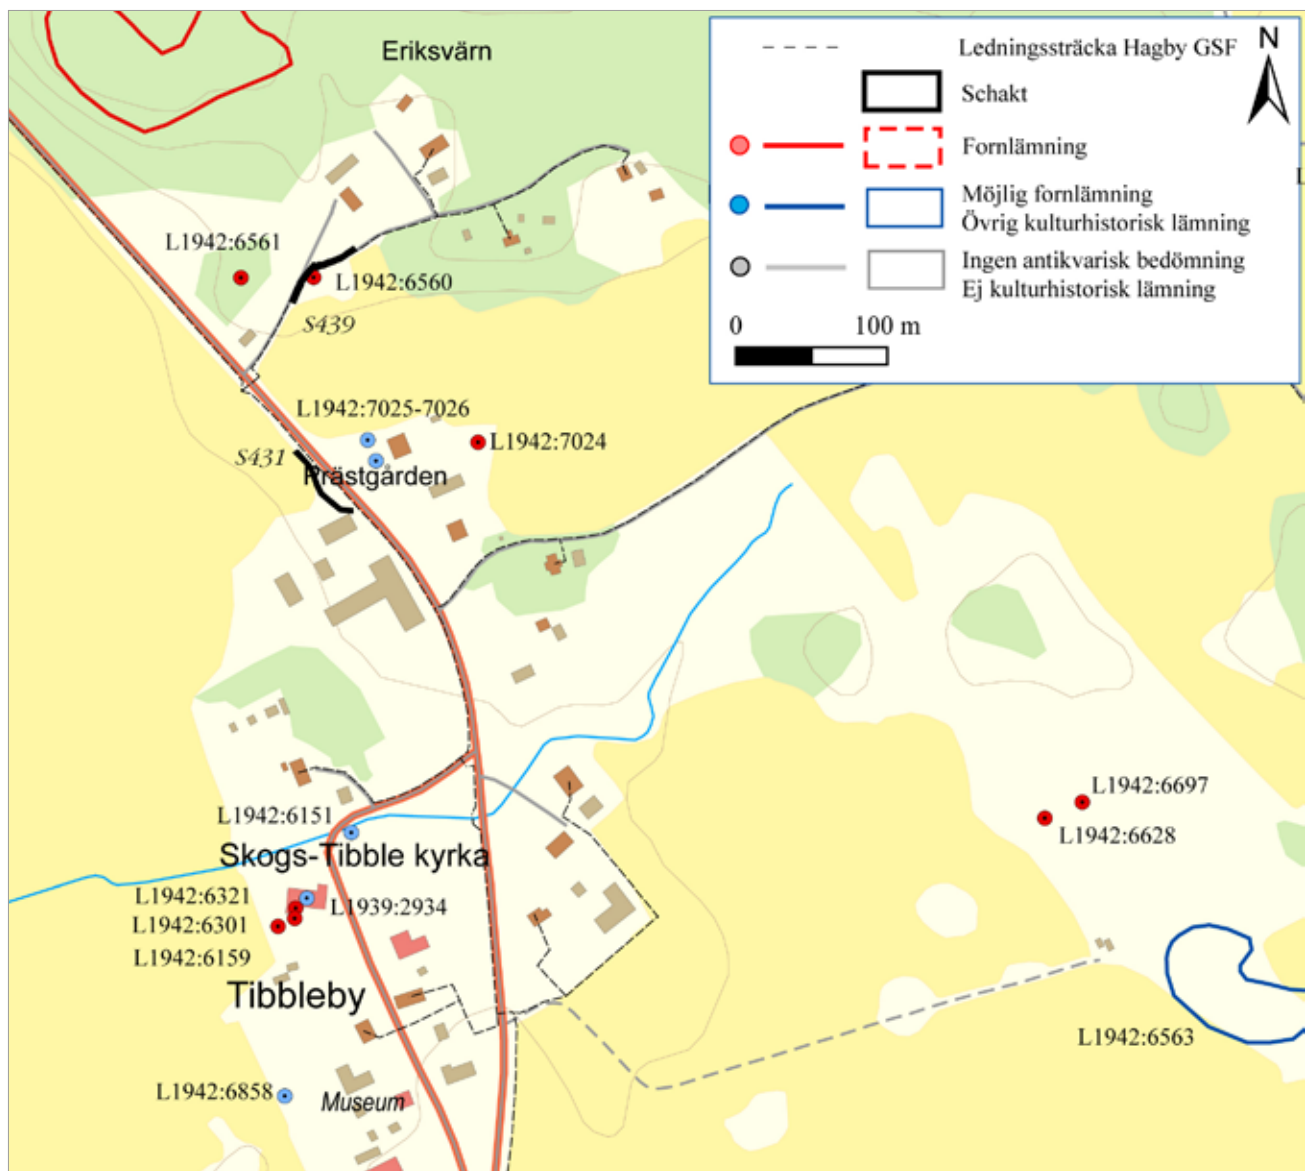 Eriksvärn
Ledningssträcka Hagby GSF
N
Schakt
Fornlämning
Möjlig fornlämning
Övrig kulturhistorisk lämning
Ingen antikvarisk bedömning
Ej kulturhistorisk lämning
0 100 m
L1942:6561
L1942:6560
S439
L1942:7025-7026
L1942:7024
S431
Prästgården
L1942:6697
L1942:6628
L1942:6151
Skogs-Tibble kyrka
L1942:6321
L1939:2934
L1942:6301
L1942:6159
Tibbleby
L1942:6563
L1942:6858
Museum